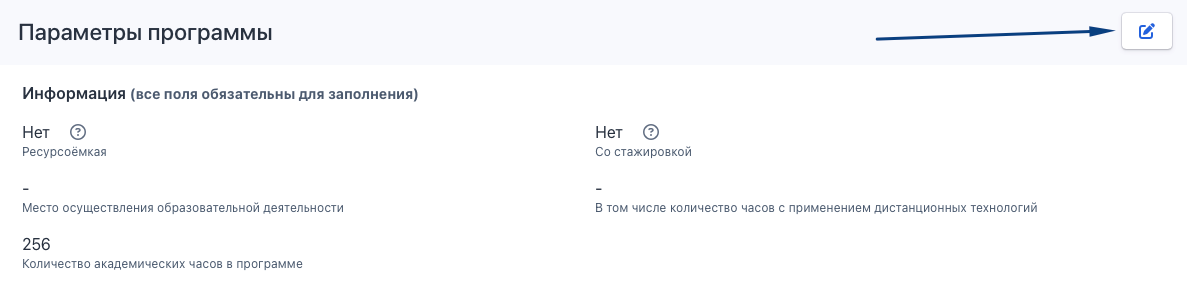 Параметры программы
Информация (все поля обязательны для заполнения)
Нет
Ресурсоёмкая
Нет
Со стажировкой
-
Место осуществления образовательной деятельности
-
В том числе количество часов с применением дистанционных технологий
256
Количество академических часов в программе